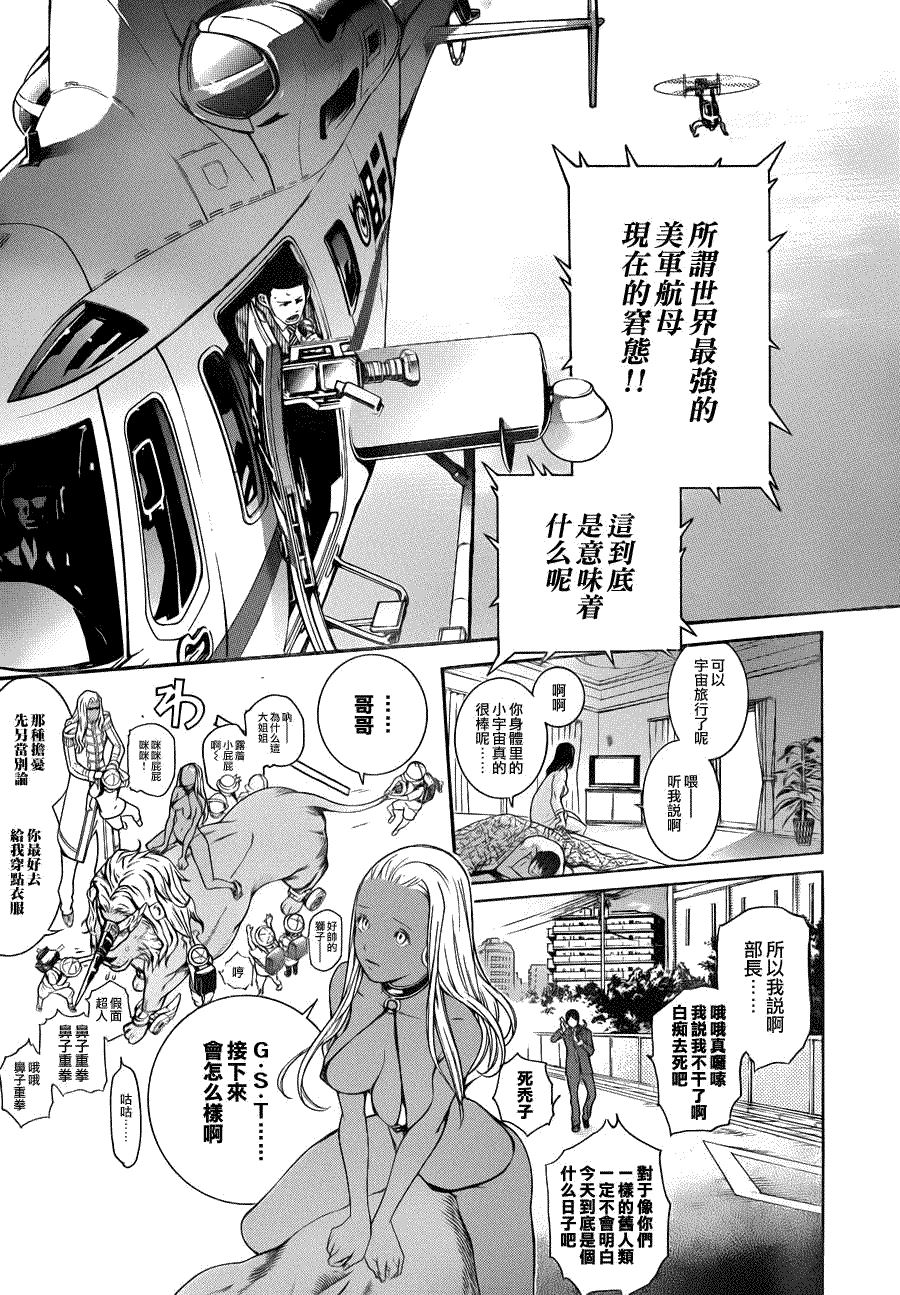 所謂世界最強的
美軍航母
現在的窘態!!
這到底
是意味着
什么呢
可以
宇宙旅行了呢
喂——
听我説啊
啊啊
你身體里的
小宇宙真的
很棒呢……
所以我説啊
部長……
哦哦真囉嗦
我説我不干了啊
白痴去死吧
死禿子
對于像你們
一樣的舊人類
一定不會明白
今天到底是個
什么日子吧
……
哥哥
吶——
為什么這
大姐姐
露着
小屁屁
啊~
わ
咪咪屁屁
咪咪！
那種擔憂
先另當別論
你最好去
給我穿點衣服
好帥的
獅子~
哼
G·S·T……
接下來
會怎么樣啊
假面
超人
鼻子重拳
鼻子重拳
哦哦
鼻子重拳
咕咕……